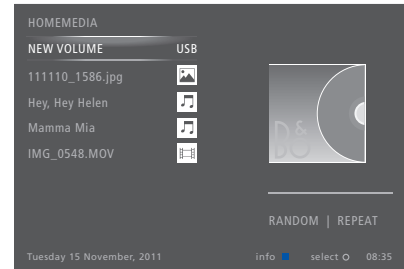 HOMEMEDIA
NEW VOLUME USB
111110_1586.jpg
Hey, Hey Helen
Mamma Mia
IMG_0548.MOV
B&O
RANDOM | REPEAT
Tuesday 15 November, 2011 info select 08:35